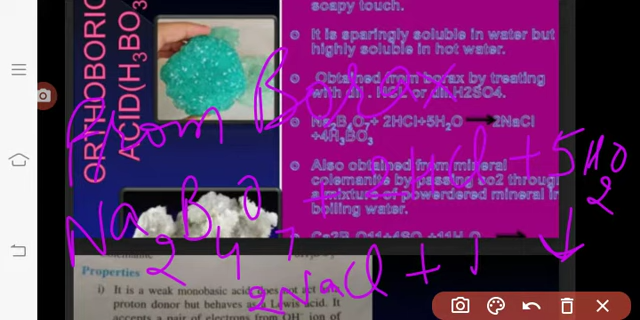 ORTHOBORIC
ACID(H3BO3
soapy touch.
It is sparingly soluble in water but
highly soluble in hot water.
Obtained from borax by treating
with dil . HCL or dil.H2SO4.
Na2B4O7+ 2HCl+5H2O → 2NaCl
+4H3BO3
Also obtained from mineral
colemanite by passing so2 throug
a mixture of powdered mineral in
boiling water.
From Borax
Na2B4O7 + 2HCl + 5H2O
↓
2NaCl +
Properties
i) It is a weak monobasic acid does not act
proton donor but behaves as Lewis acid. It
accepts a pair of electrons from OH⁻ ion of